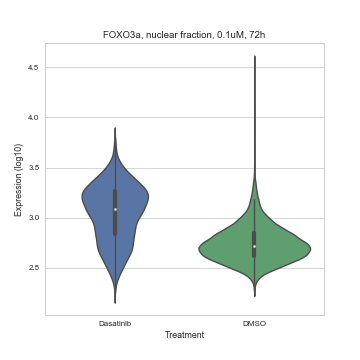 FOXO3a, nuclear fraction, 0.1uM, 72h
4.5
4.0
3.5
3.0
2.5
Expression (log10)
Dasatinib DMSO
Treatment